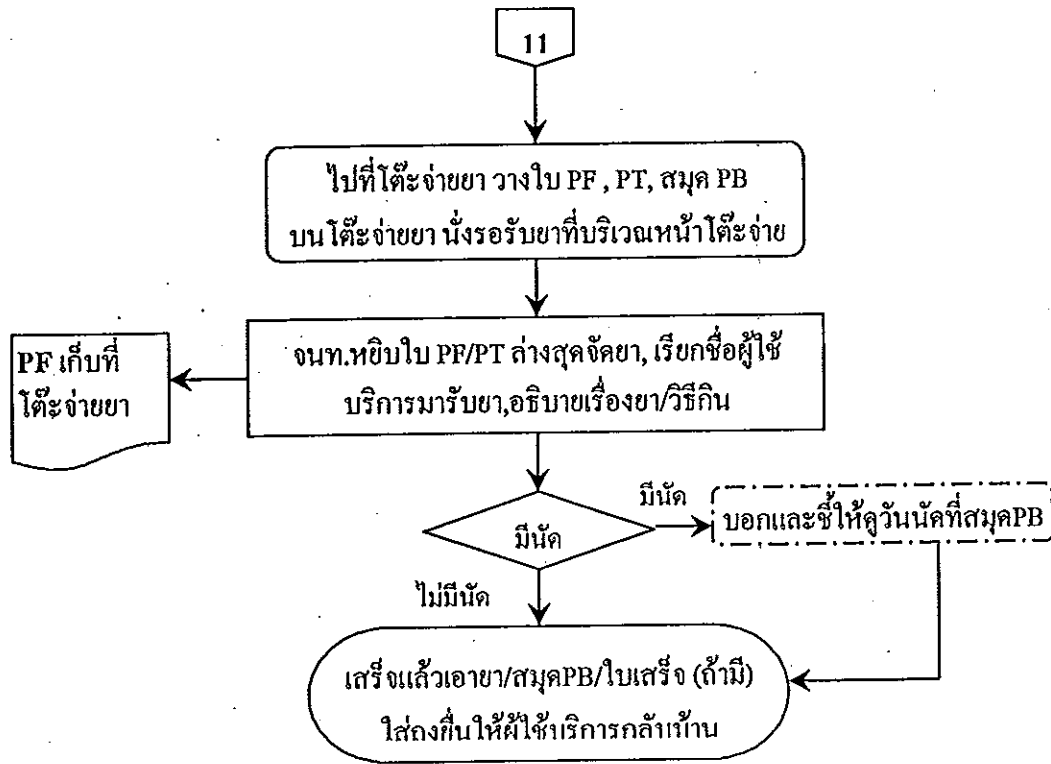 11
ไปที่โต๊ะจ่ายยา วางใบ PF , PT, สมุด PB
บนโต๊ะจ่ายยา นั่งรอรับยาที่บริเวณหน้าโต๊ะจ่าย
PF เก็บที่
โต๊ะจ่ายยา
จนท.หยิบใบ PF/PT ล่างสุดจัดยา, เรียกชื่อผู้ใช้
บริการมารับยา,อธิบายเรื่องยา/วิธีกิน
มีนัด
มีนัด
บอกและชี้ให้ดูวันนัดที่สมุดPB
ไม่มีนัด
เสร็จแล้วเอายา/สมุดPB/ใบเสร็จ (ถ้ามี)
ใส่ถุงยื่นให้ผู้ใช้บริการกลับบ้าน